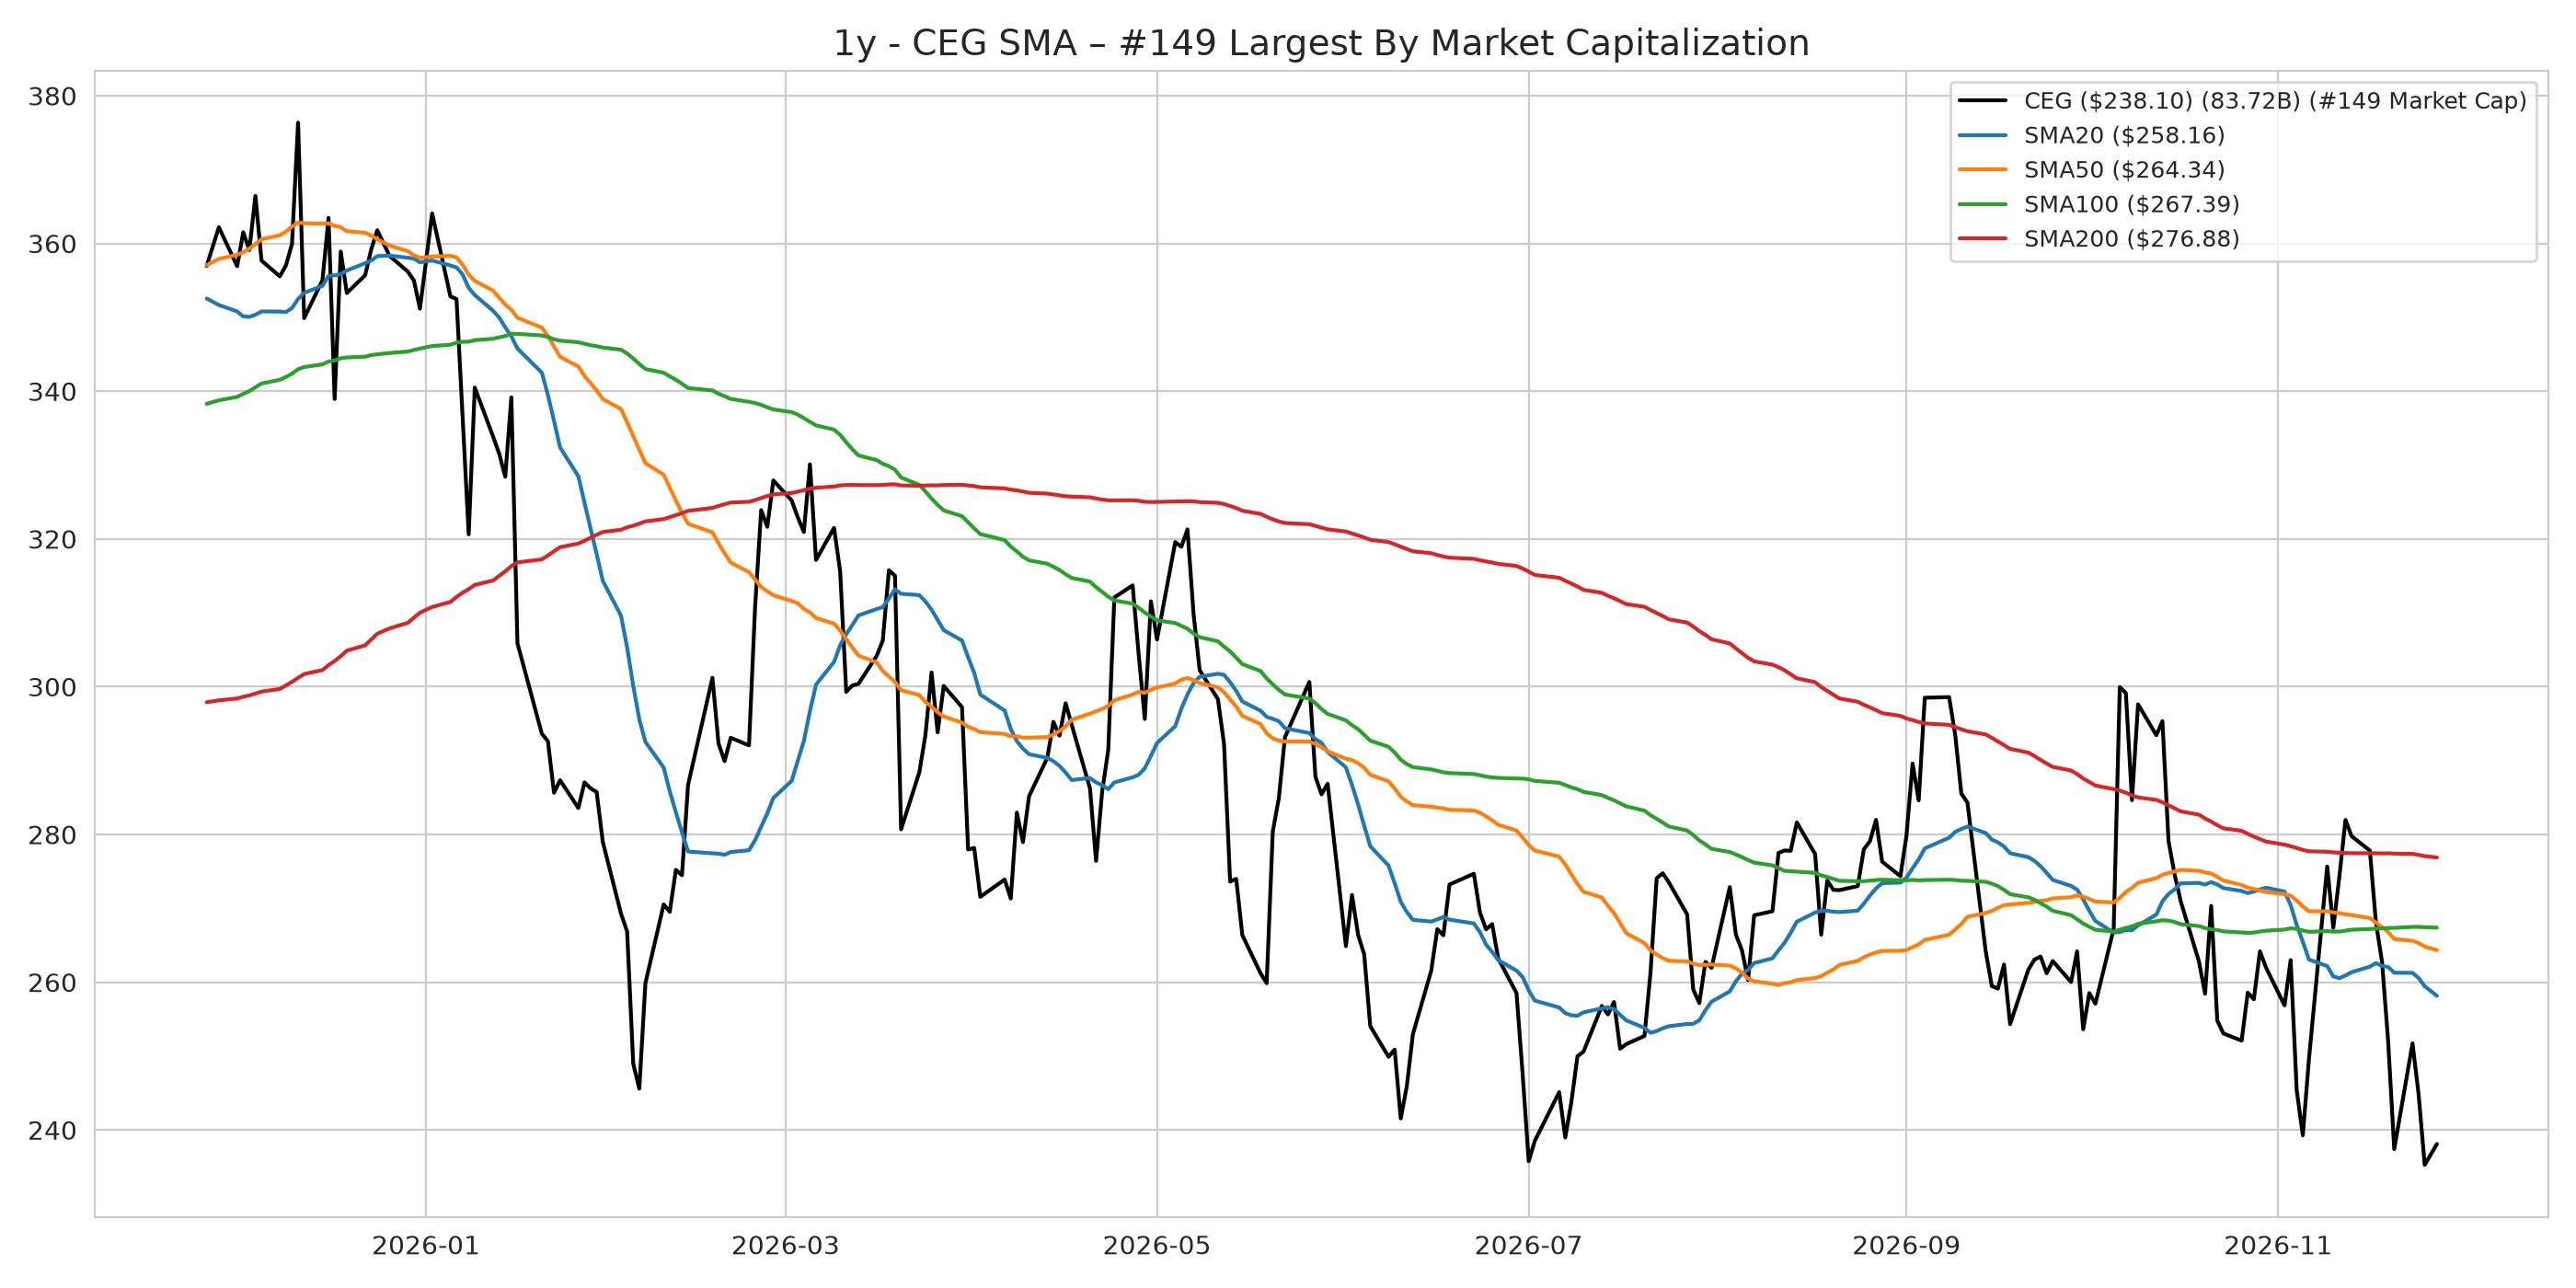 1y - CEG SMA – #149 Largest By Market Capitalization
CEG ($238.10) (83.72B) (#149 Market Cap)
SMA20 ($258.16)
SMA50 ($264.34)
SMA100 ($267.39)
SMA200 ($276.88)
380
360
340
320
300
280
260
240
2026-01
2026-03
2026-05
2026-07
2026-09
2026-11